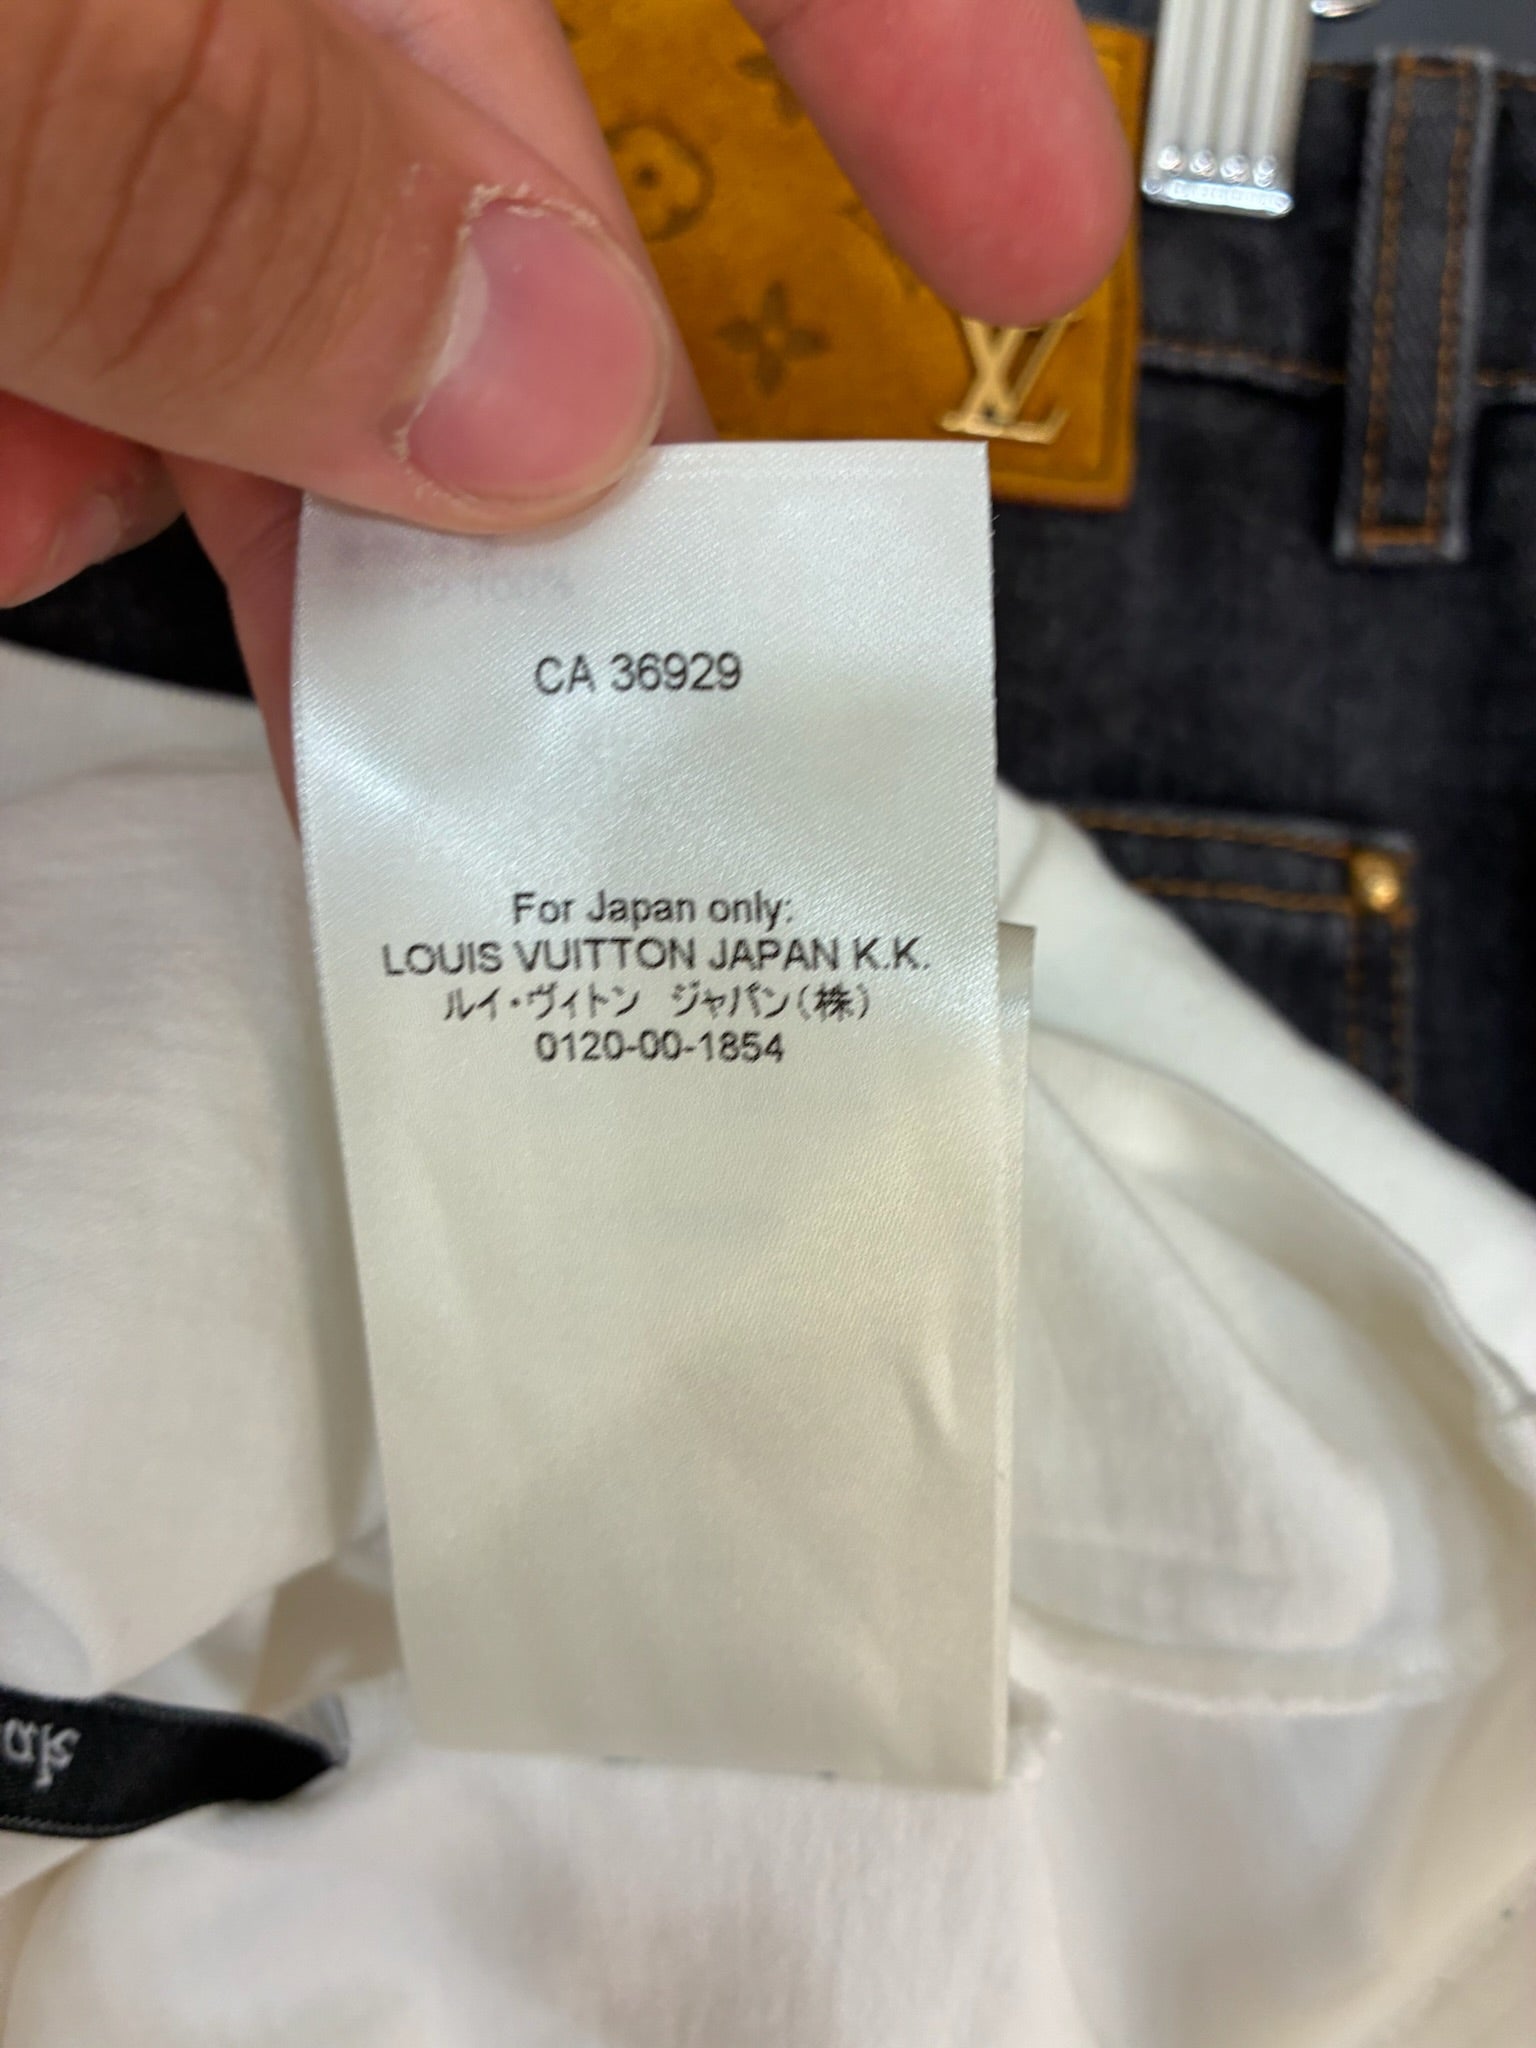 LV
CA 36929
For Japan only:
LOUIS VUITTON JAPAN K.K.
ルイ・ヴィトン ジャパン(株)
0120-00-1854